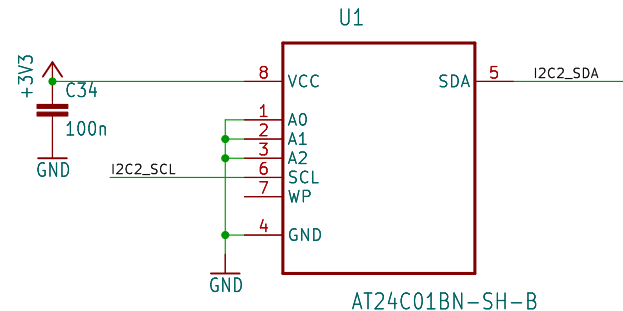 U1
+3V3
C34
100n
GND
8 VCC
SDA 5
I2C2_SDA
1 A0
2 A1
3 A2
I2C2_SCL
6 SCL
7 WP
4 GND
GND
AT24C01BN-SH-B